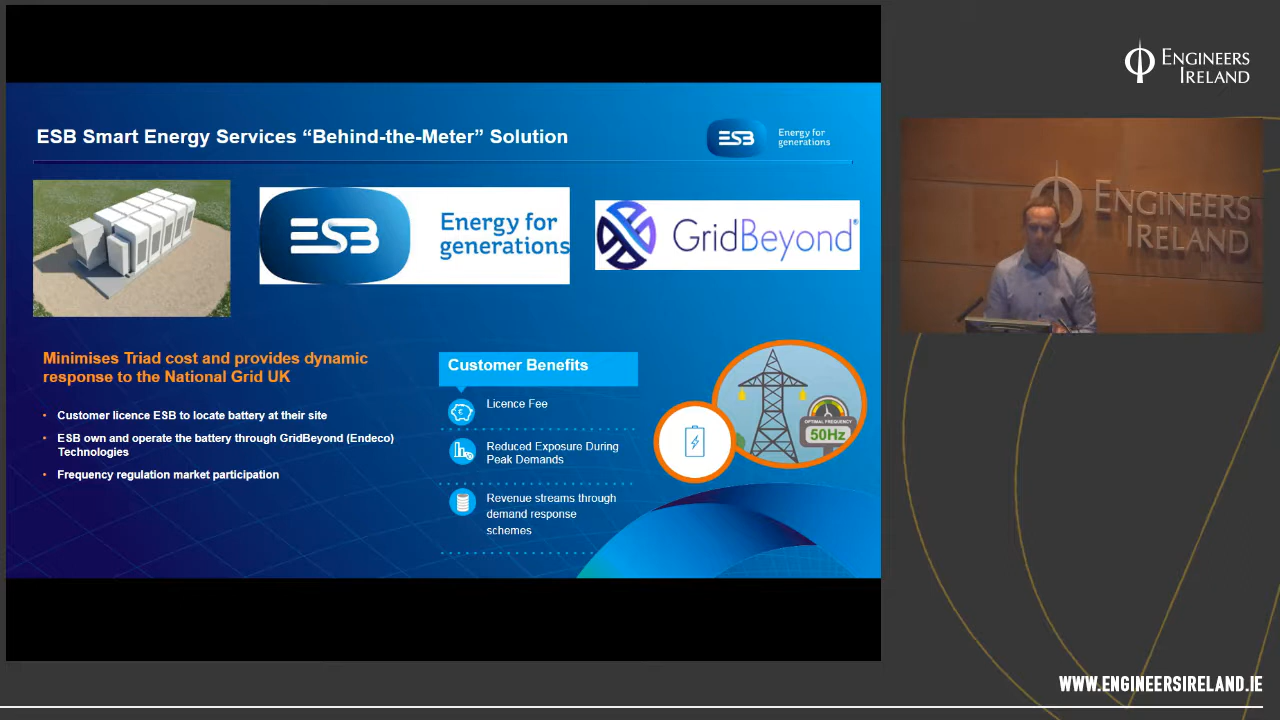 ENGINEERS
IRELAND
ESB Smart Energy Services “Behind-the-Meter” Solution
ESB
Energy for
generations
ESB
Energy for
generations
GridBeyond®
ENGINEERS
IRELAND
Minimises Triad cost and provides dynamic
response to the National Grid UK
• Customer licence ESB to locate battery at their site
• ESB own and operate the battery through GridBeyond (Endeco)
Technologies
• Frequency regulation market participation
Customer Benefits
€
Licence Fee
Reduced Exposure During
Peak Demands
Revenue streams through
demand response
schemes
OPTIMAL FREQUENCY
50Hz
WWW.ENGINEERSIRELAND.IE